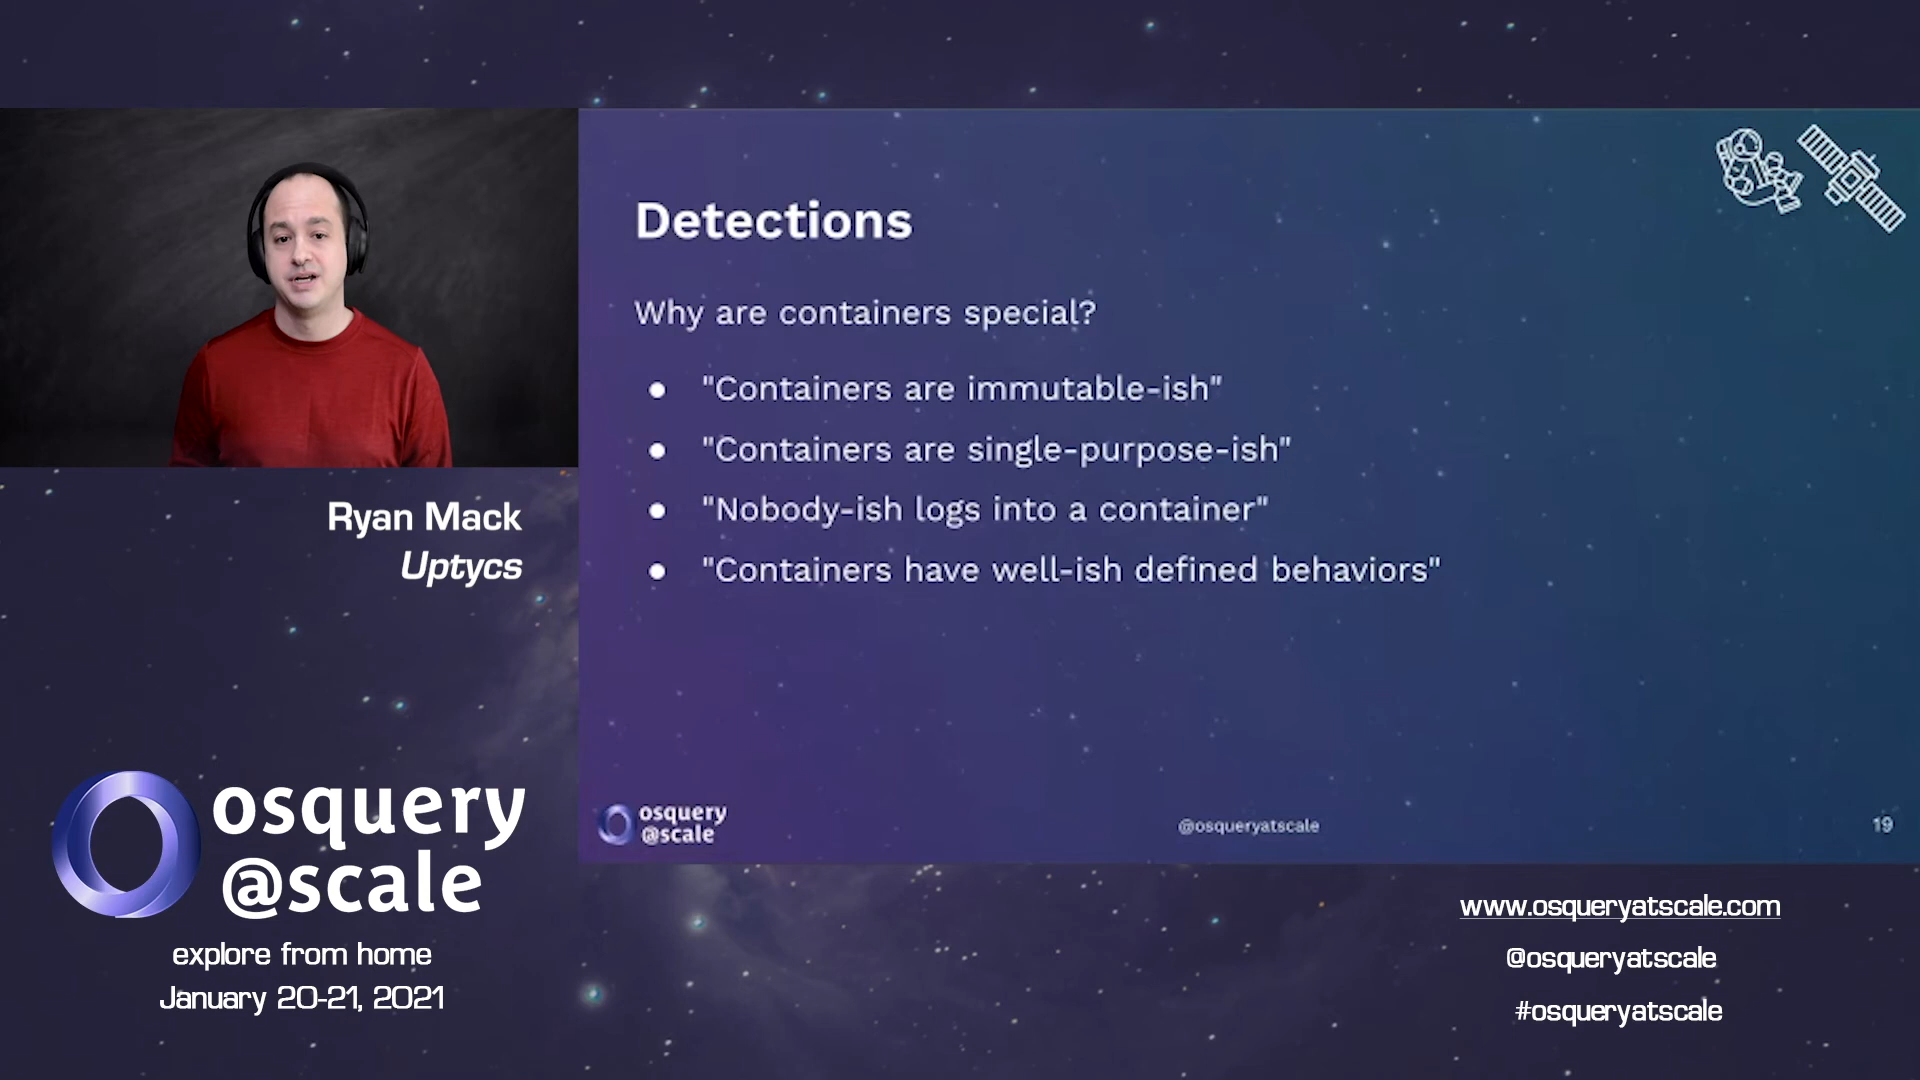 Detections
Why are containers special?
● "Containers are immutable-ish"
● "Containers are single-purpose-ish"
● "Nobody-ish logs into a container"
● "Containers have well-ish defined behaviors"
osquery
@scale
@osqueryatscale
19
Ryan Mack
Uptycs
osquery
@scale
explore from home
January 20-21, 2021
www.osqueryatscale.com
@osqueryatscale
#osqueryatscale